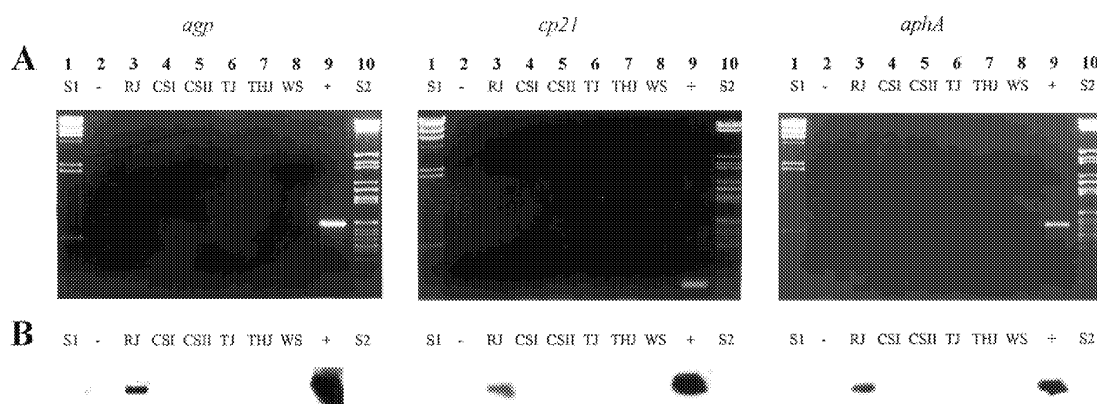 agp cp21 aphA
A 1 2 3 4 5 6 7 8 9 10 1 2 3 4 5 6 7 8 9 10 1 2 3 4 5 6 7 8 9 10
S1 - RJ CSI CSII TJ THJ WS + S2 S1 - RJ CSI CSII TJ THJ WS + S2 S1 - RJ CSI CSII TJ THJ WS + S2
B S1 - RJ CSI CSII TJ THJ WS + S2 S1 - RJ CSI CSII TJ THJ WS + S2 S1 - RJ CSI CSII TJ THJ WS + S2